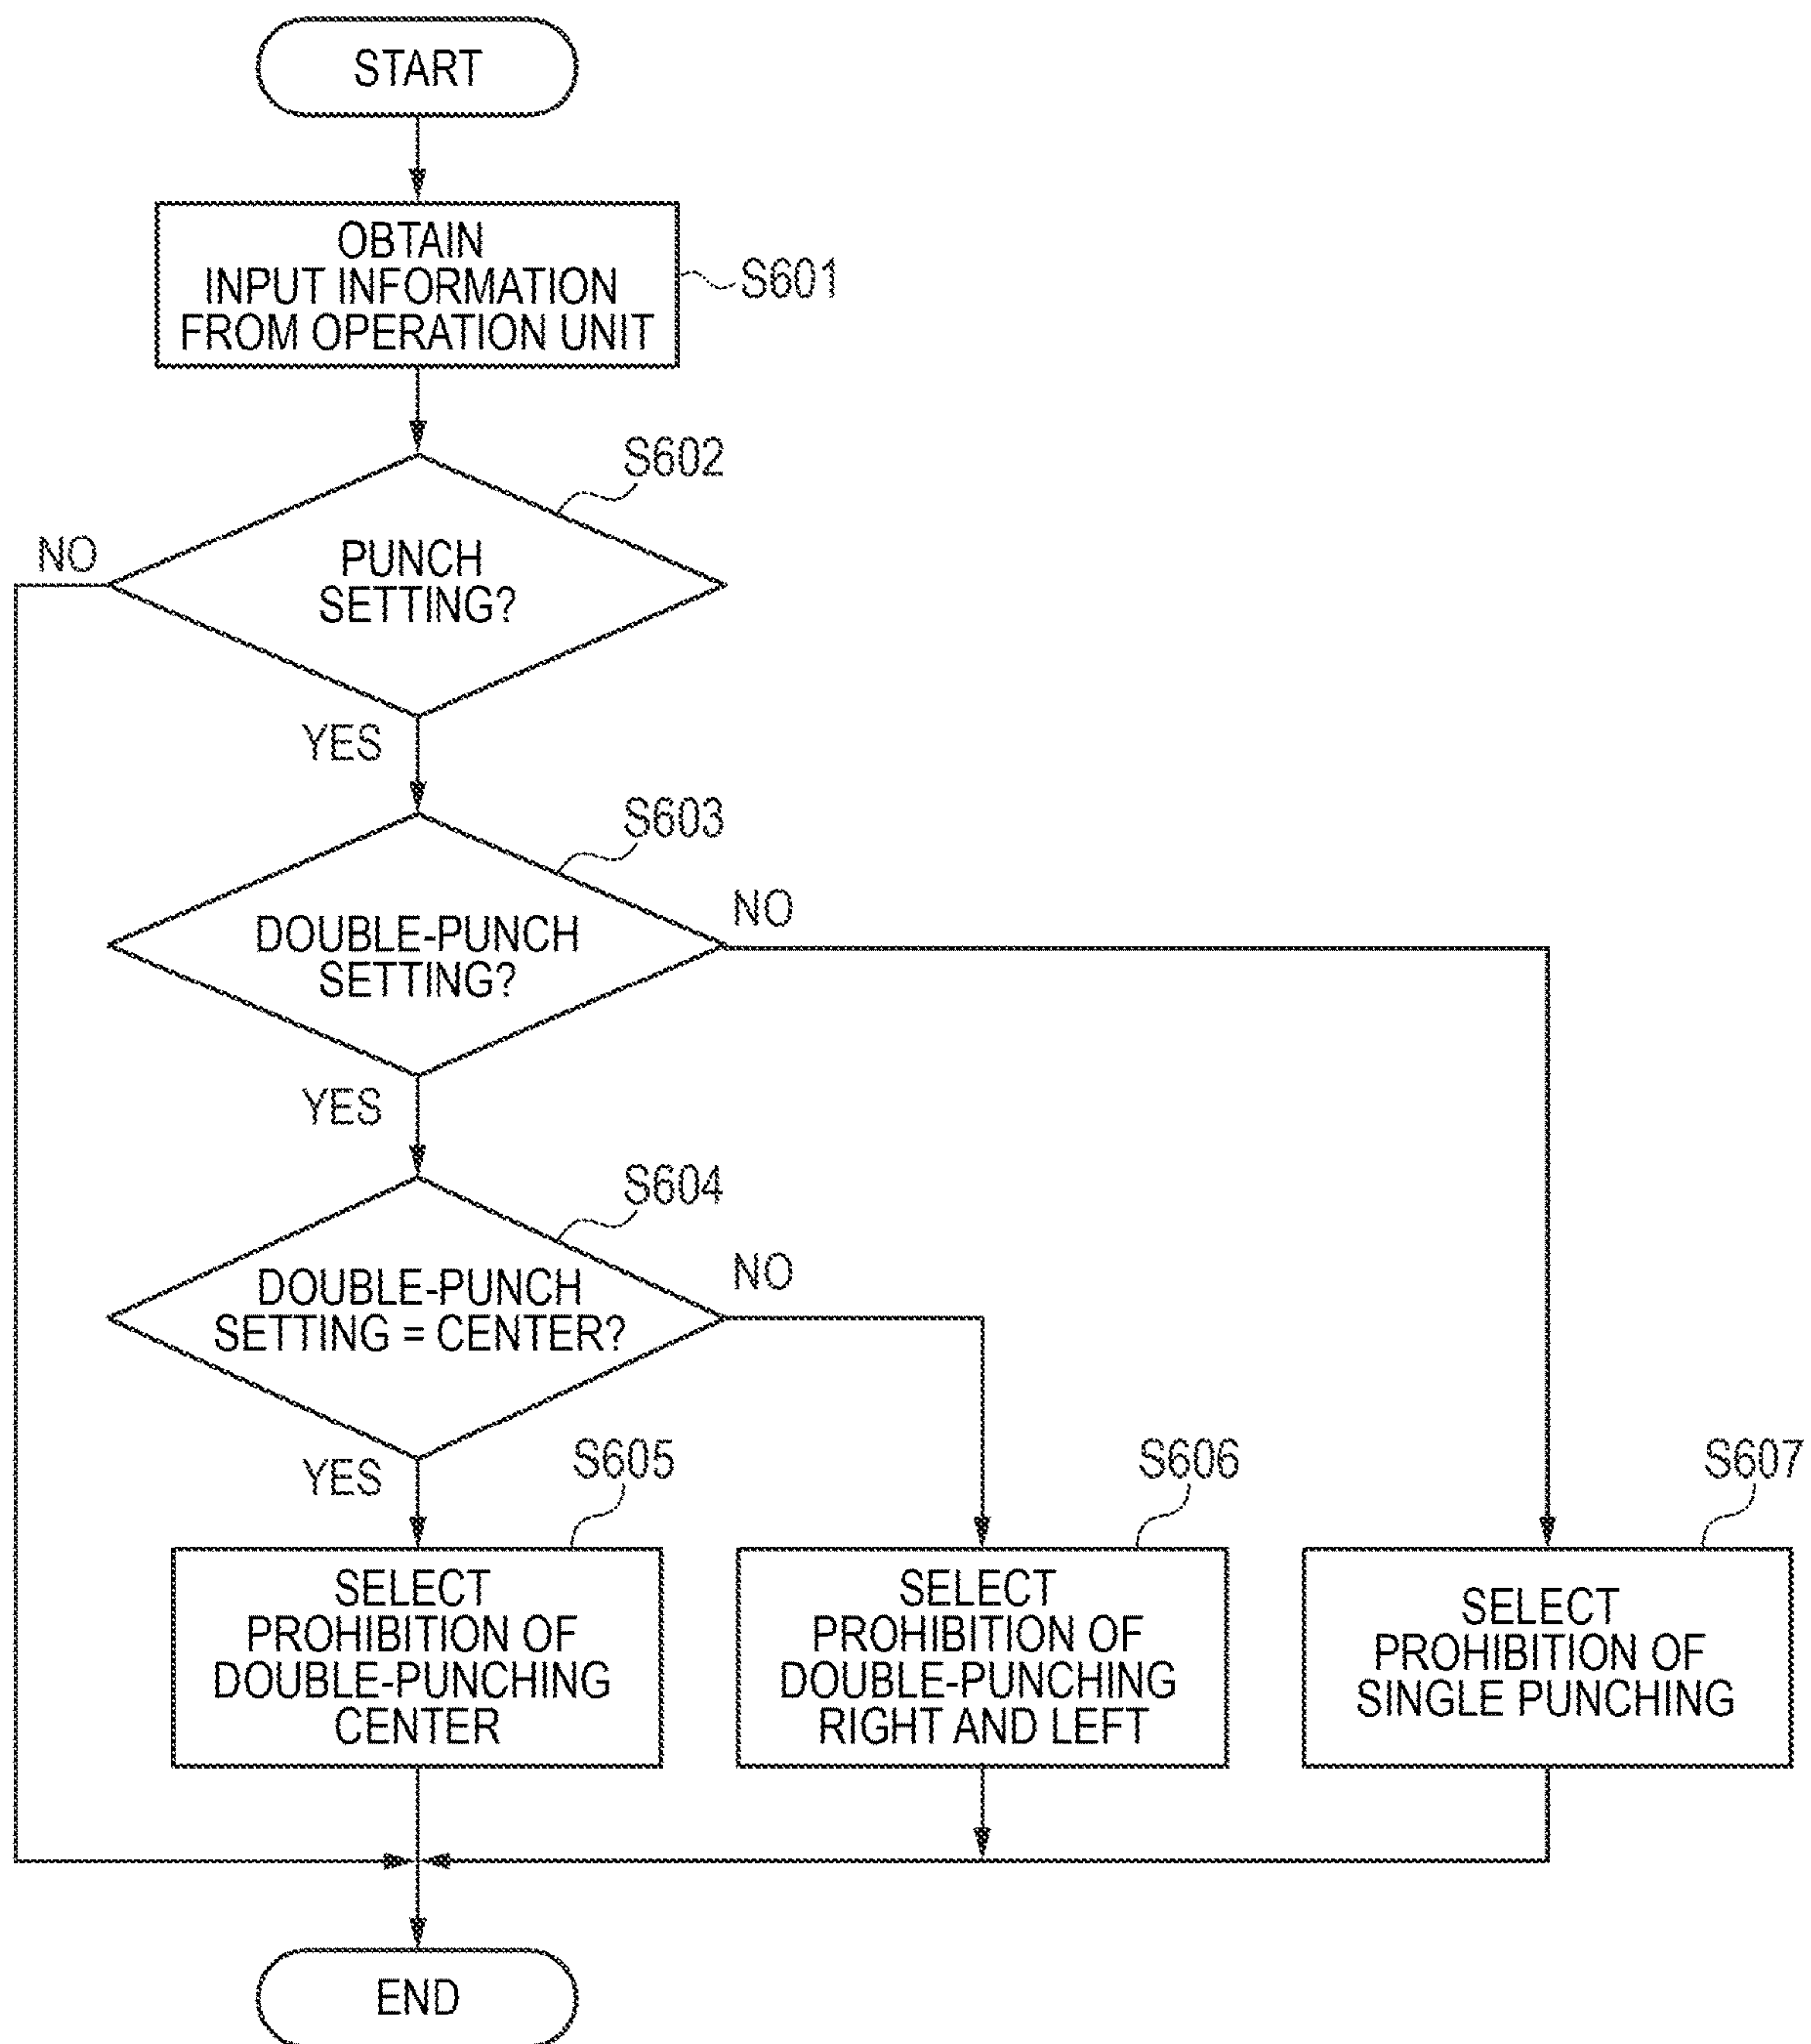 START
OBTAIN
INPUT INFORMATION
FROM OPERATION UNIT
S601
S602
NO
PUNCH
SETTING?
YES
S603
NO
DOUBLE-PUNCH
SETTING?
YES
S604
NO
DOUBLE-PUNCH
SETTING = CENTER?
YES
S605
S606
S607
SELECT
PROHIBITION OF
DOUBLE-PUNCHING
CENTER
SELECT
PROHIBITION OF
DOUBLE-PUNCHING
RIGHT AND LEFT
SELECT
PROHIBITION OF
SINGLE PUNCHING
END